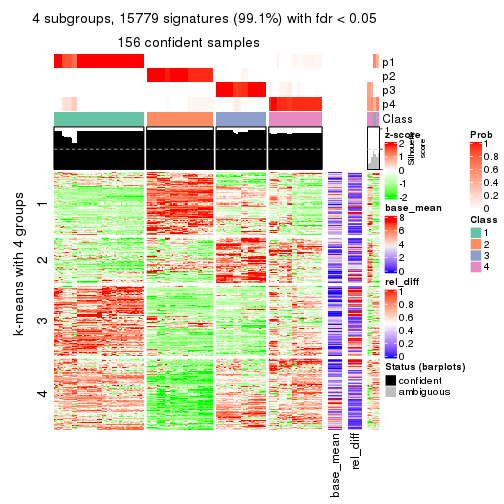 4 subgroups, 15779 signatures (99.1%) with fdr < 0.05
156 confident samples
p1
p2
p3
p4
Class
1
Silhouette
score
k-means with 4 groups
1
2
3
4
base_mean
rel_diff
z-score
2
1
0
-1
-2
base_mean
8
6
4
2
0
rel_diff
1
0.8
0.6
0.4
0.2
0
Status (barplots)
confident
ambiguous
Prob
1
0.8
0.6
0.4
0.2
0
Class
1
2
3
4